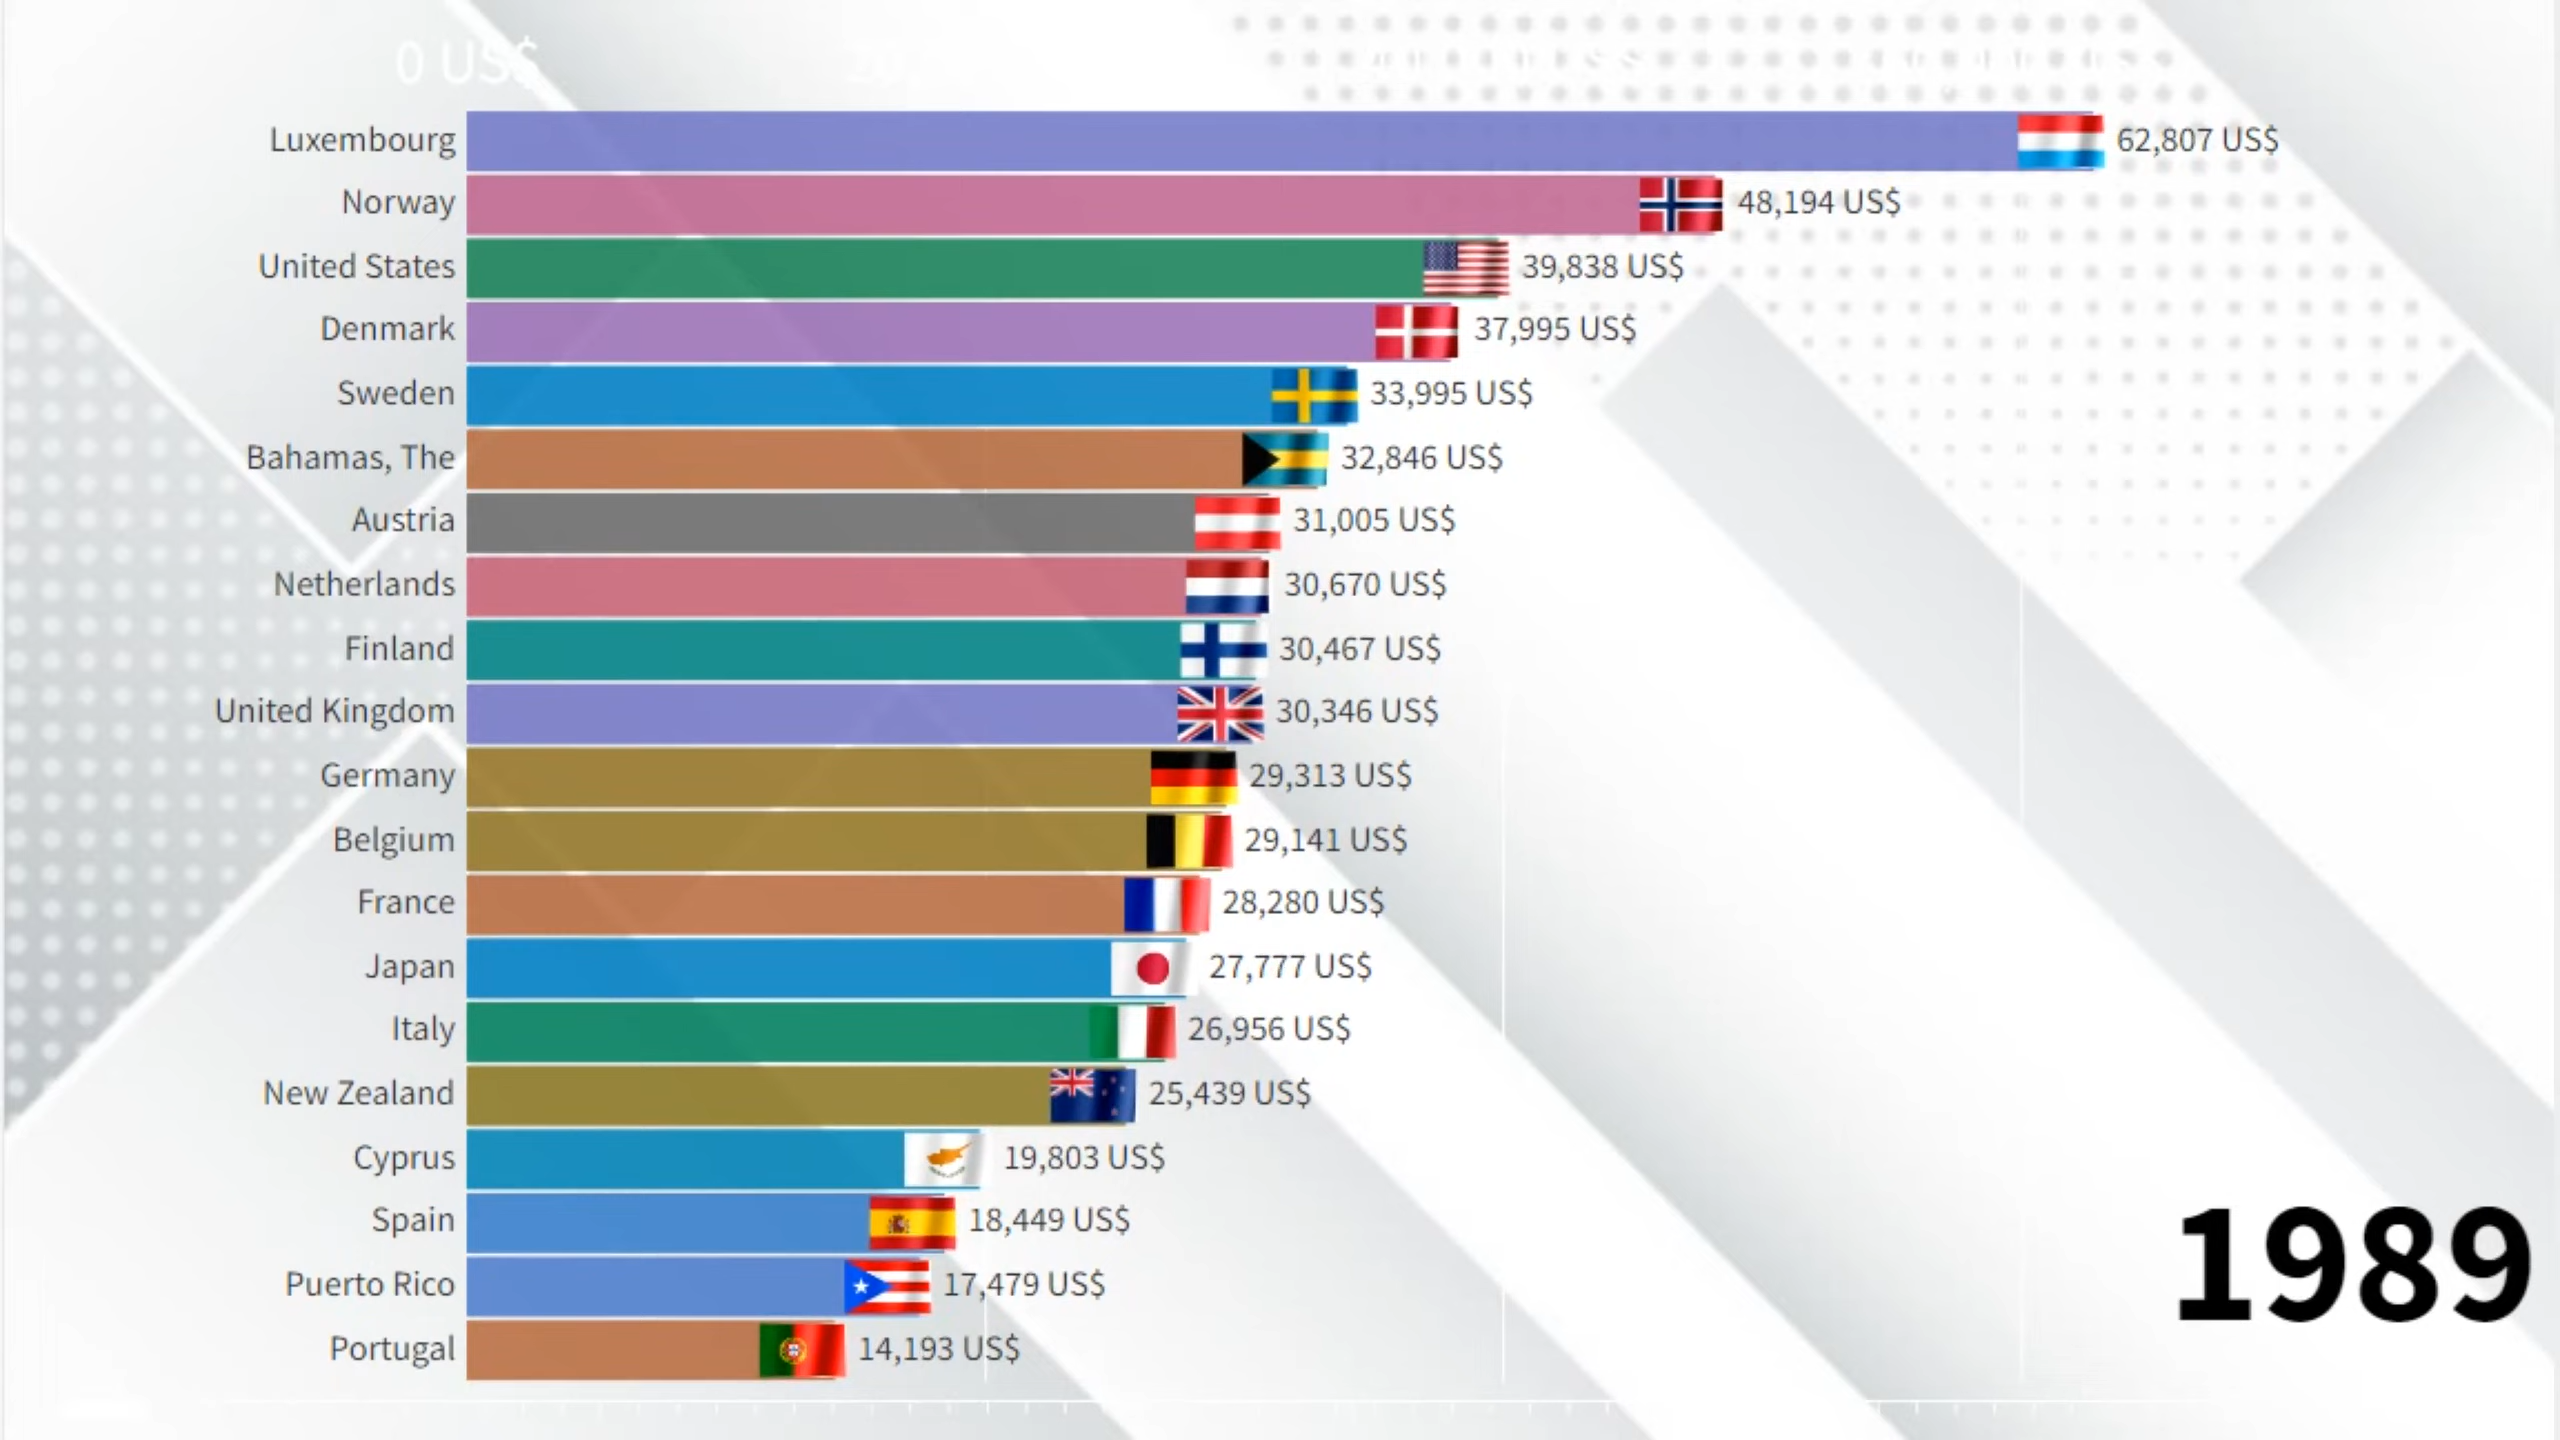 0 US$
Luxembourg 62,807 US$
Norway 48,194 US$
United States 39,838 US$
Denmark 37,995 US$
Sweden 33,995 US$
Bahamas, The 32,846 US$
Austria 31,005 US$
Netherlands 30,670 US$
Finland 30,467 US$
United Kingdom 30,346 US$
Germany 29,313 US$
Belgium 29,141 US$
France 28,280 US$
Japan 27,777 US$
Italy 26,956 US$
New Zealand 25,439 US$
Cyprus 19,803 US$
Spain 18,449 US$
Puerto Rico 17,479 US$
Portugal 14,193 US$
1989